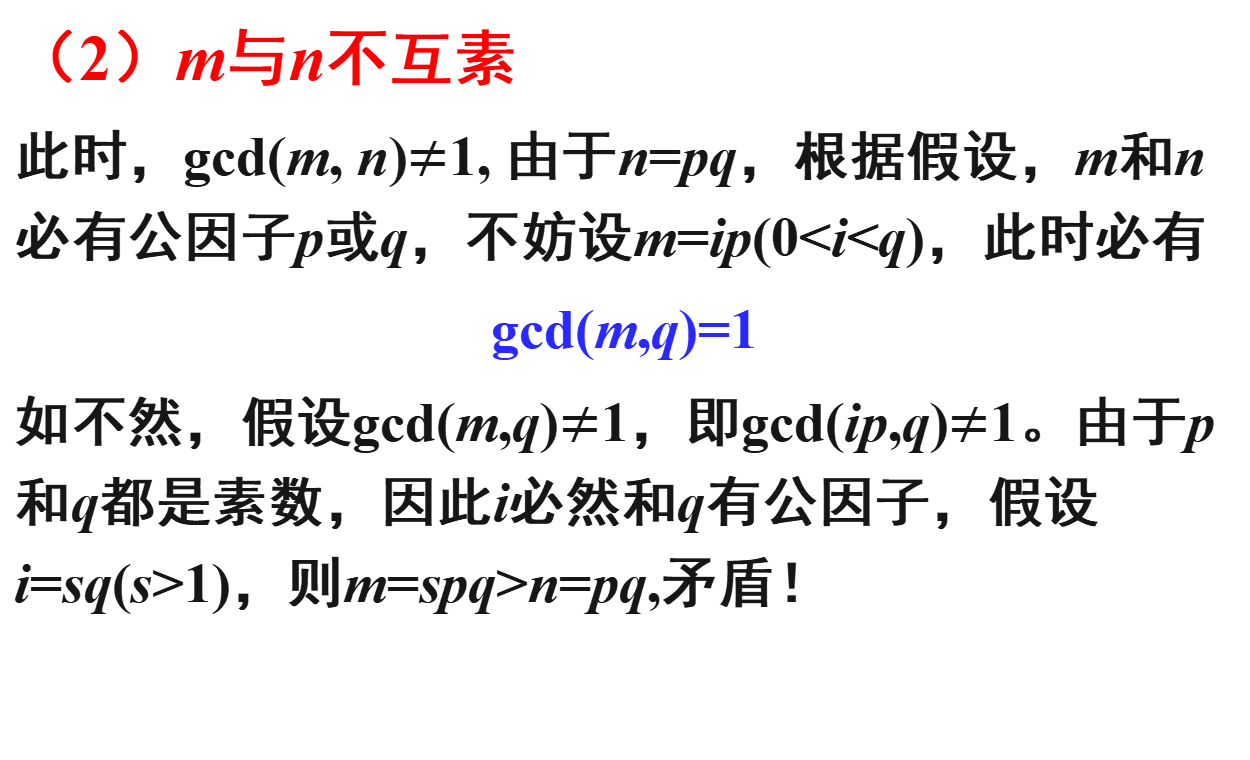 （2）m与n不互素
此时，gcd(m, n)≠1, 由于n=pq，根据假设，m和n
必有公因子p或q，不妨设m=ip(0<i<q)，此时必有
gcd(m,q)=1
如不然，假设gcd(m,q)≠1，即gcd(ip,q)≠1。由于p
和q都是素数，因此i必然和q有公因子，假设
i=sq(s>1)，则m=spq>n=pq,矛盾！